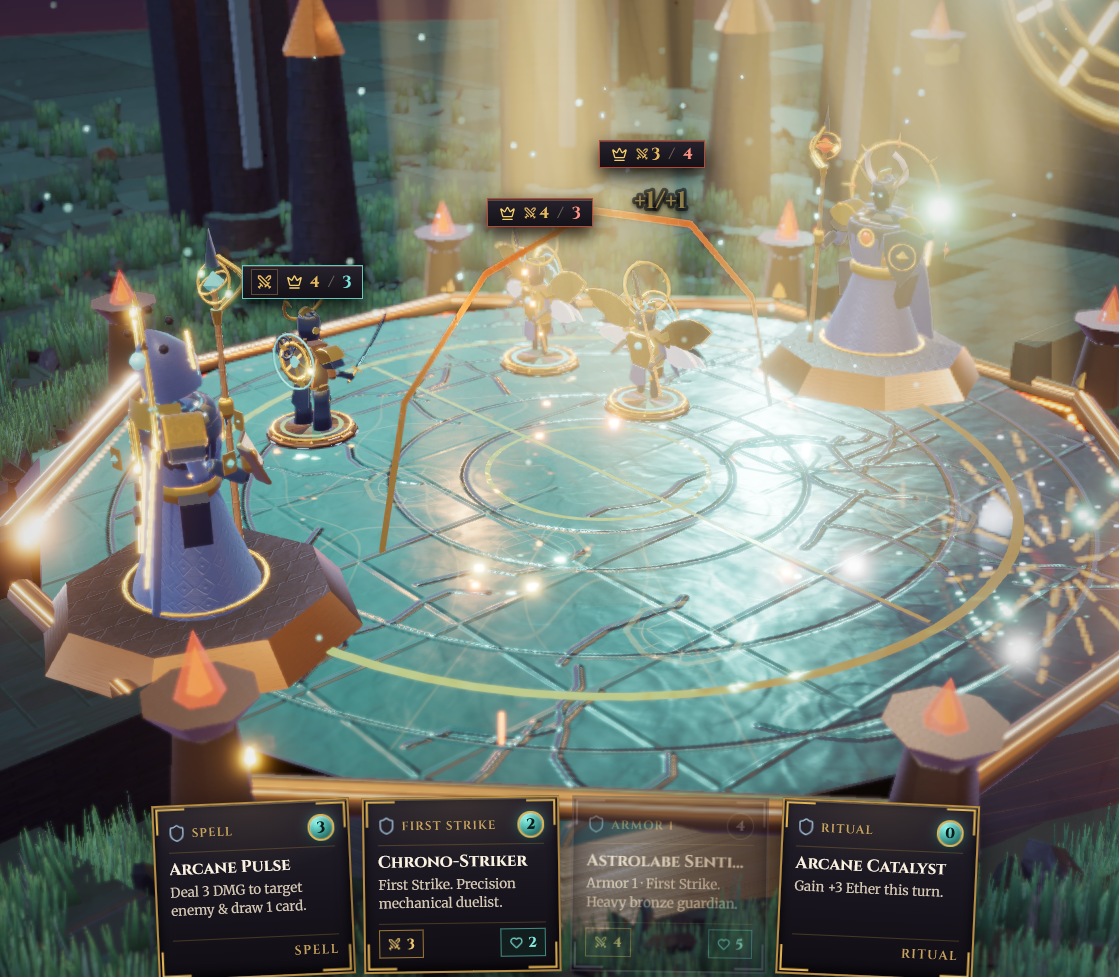 3 / 4
+1/+1
4 / 3
4 / 3
SPELL 3
ARCANE PULSE
Deal 3 DMG to target
enemy & draw 1 card.
SPELL
FIRST STRIKE 2
CHRONO-STRIKER
First Strike. Precision
mechanical duelist.
3 2
ARMOR 1 4
ASTROLABE SENTI...
Armor 1 · First Strike.
Heavy bronze guardian.
4 5
RITUAL 0
ARCANE CATALYST
Gain +3 Ether this turn.
RITUAL